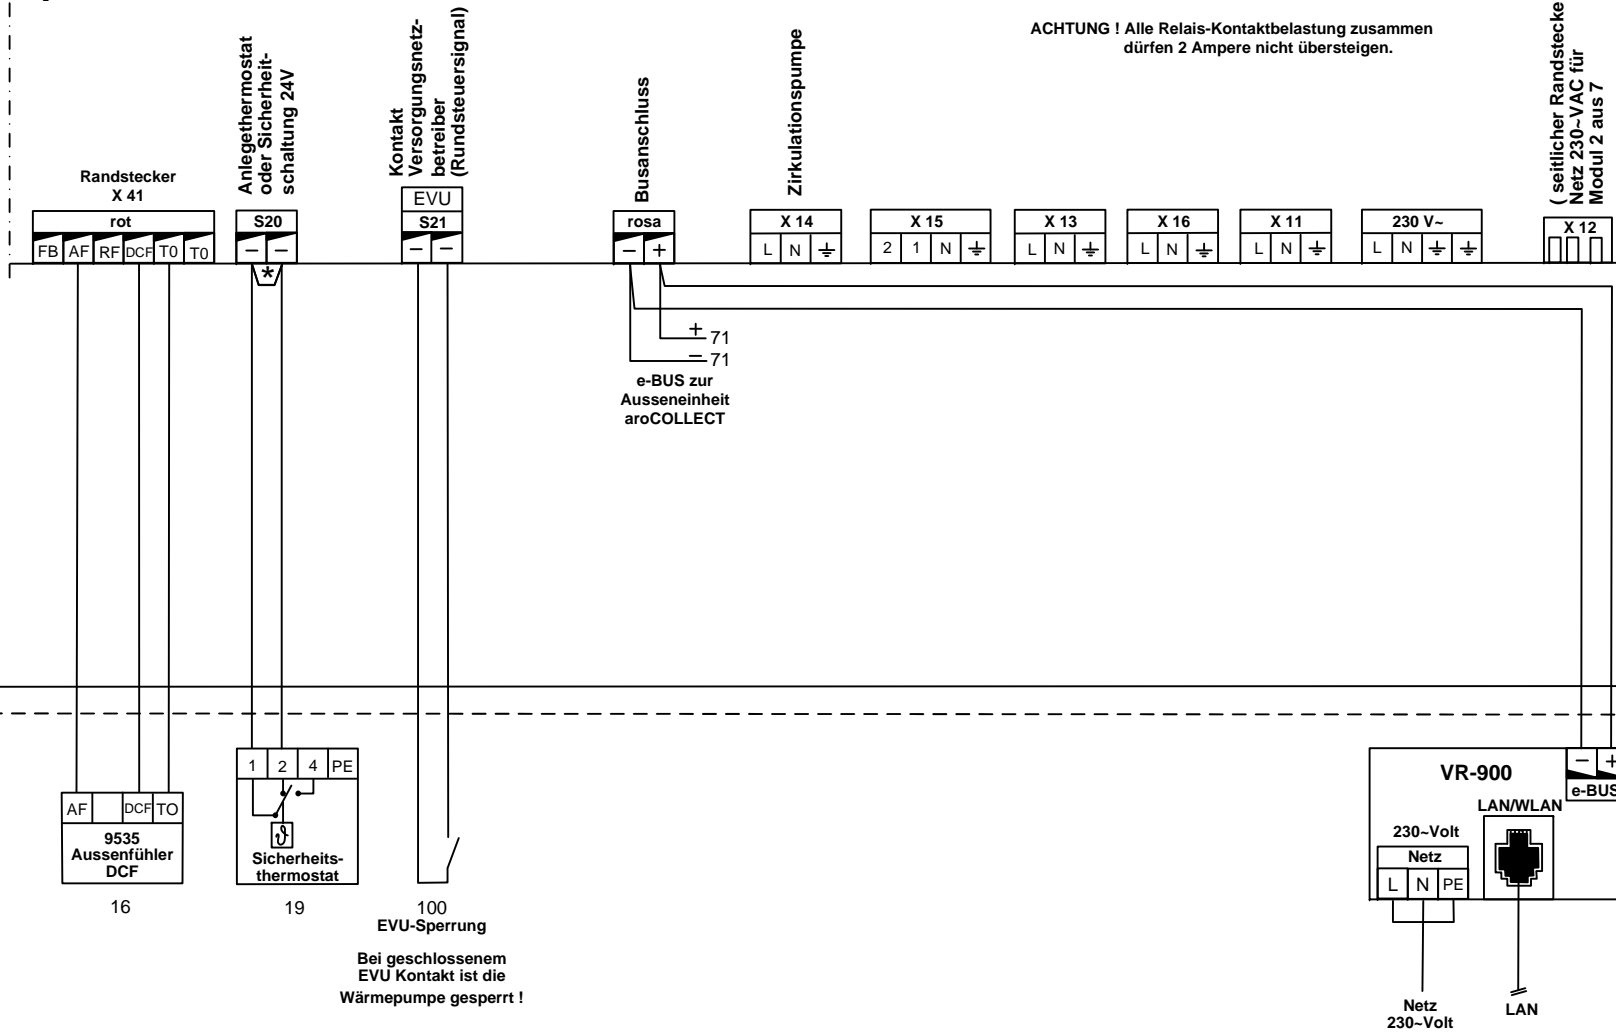 ACHTUNG ! Alle Relais-Kontaktbelastung zusammen
dürfen 2 Ampere nicht übersteigen.
Randstecker
X 41
rot
FB AF RF DCF T0 T0
Anlegethermostat
oder Sicherheit-
schaltung 24V
S20
− −
*
Kontakt
Versorgungsnetz-
betreiber
(Rundsteuersignal)
EVU
S21
− −
Busanschluss
rosa
− +
Zirkulationspumpe
X 14
L N
X 15
2 1 N
X 13
L N
X 16
L N
X 11
L N
230 V~
L N
( seitlicher Randstecke
Netz 230~VAC für
Modul 2 aus 7
X 12
+ 71
− 71
e-BUS zur
Ausseneinheit
aroCOLLECT
AF DCF TO
9535
Aussenfühler
DCF
16
1 2 4 PE
ϑ
Sicherheits-
thermostat
19
100
EVU-Sperrung
Bei geschlossenem
EVU Kontakt ist die
Wärmepumpe gesperrt !
VR-900
− +
e-BUS
LAN/WLAN
230~Volt
Netz
L N PE
Netz
230~Volt
LAN